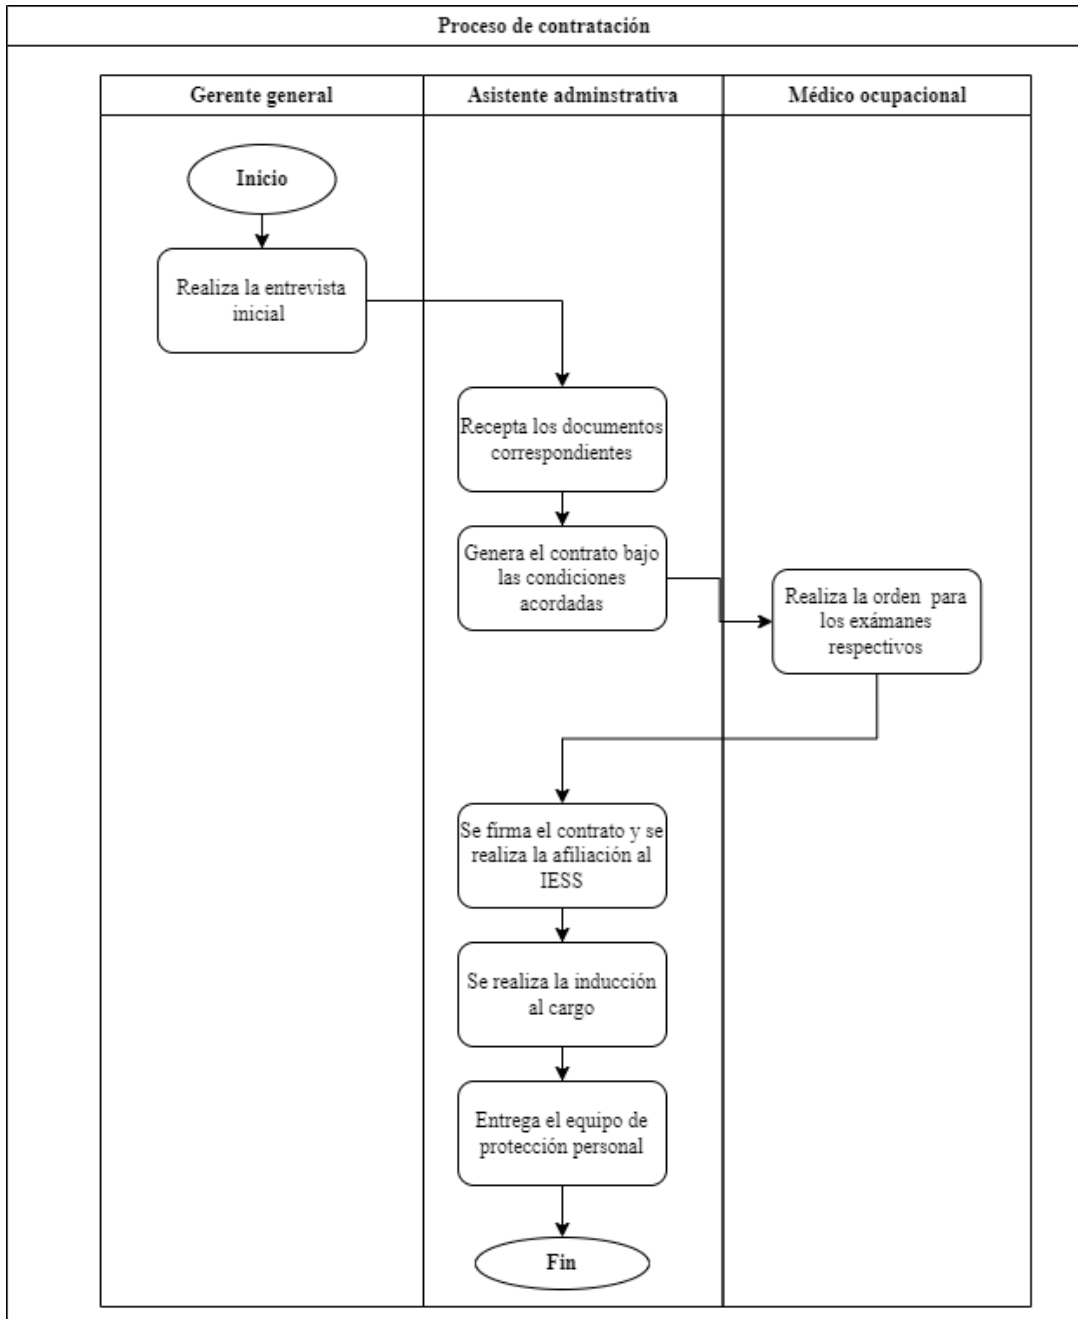 Proceso de contratación
Gerente general
Asistente adminstrativa
Médico ocupacional
Inicio
Realiza la entrevista
inicial
Recepta los documentos
correspondientes
Genera el contrato bajo
las condiciones
acordadas
Realiza la orden para
los exámanes
respectivos
Se firma el contrato y se
realiza la afiliación al
IESS
Se realiza la inducción
al cargo
Entrega el equipo de
protección personal
Fin